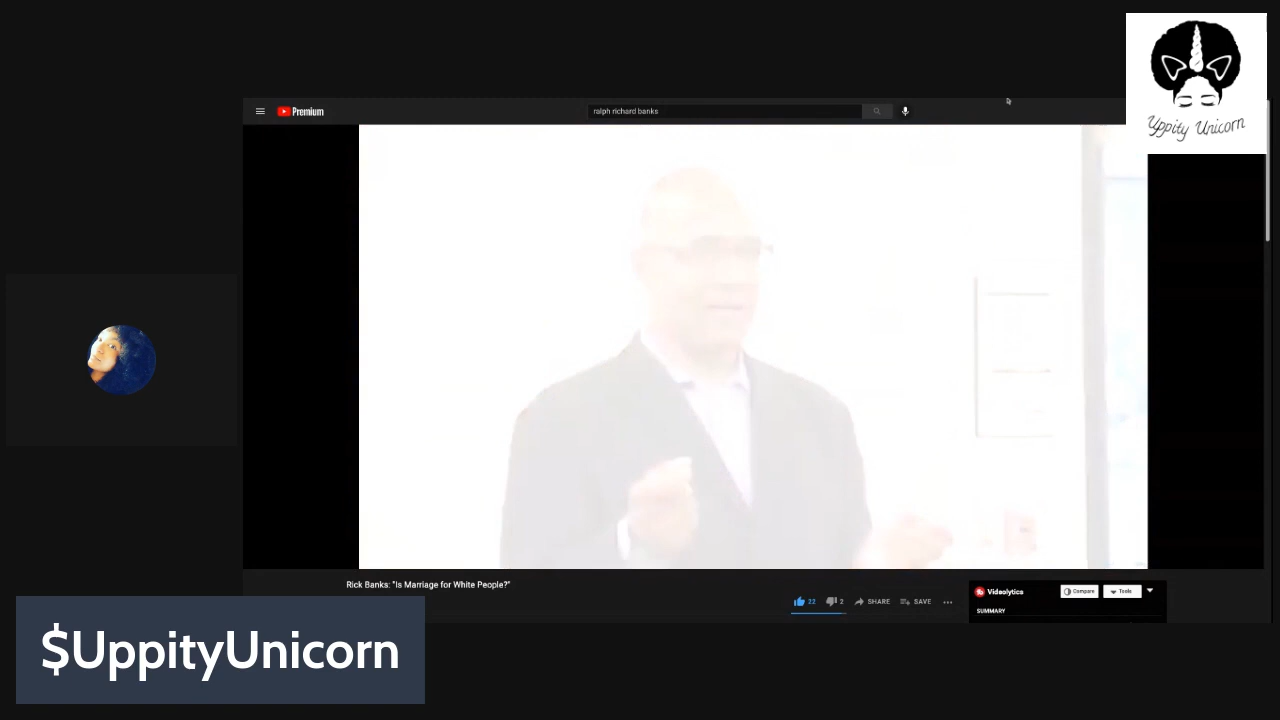 Premium
ralph richard banks
Uppity Unicorn
Rick Banks: "Is Marriage for White People?"
22
2
SHARE
SAVE
Videolytics
Compare
Tools
SUMMARY
$UppityUnicorn